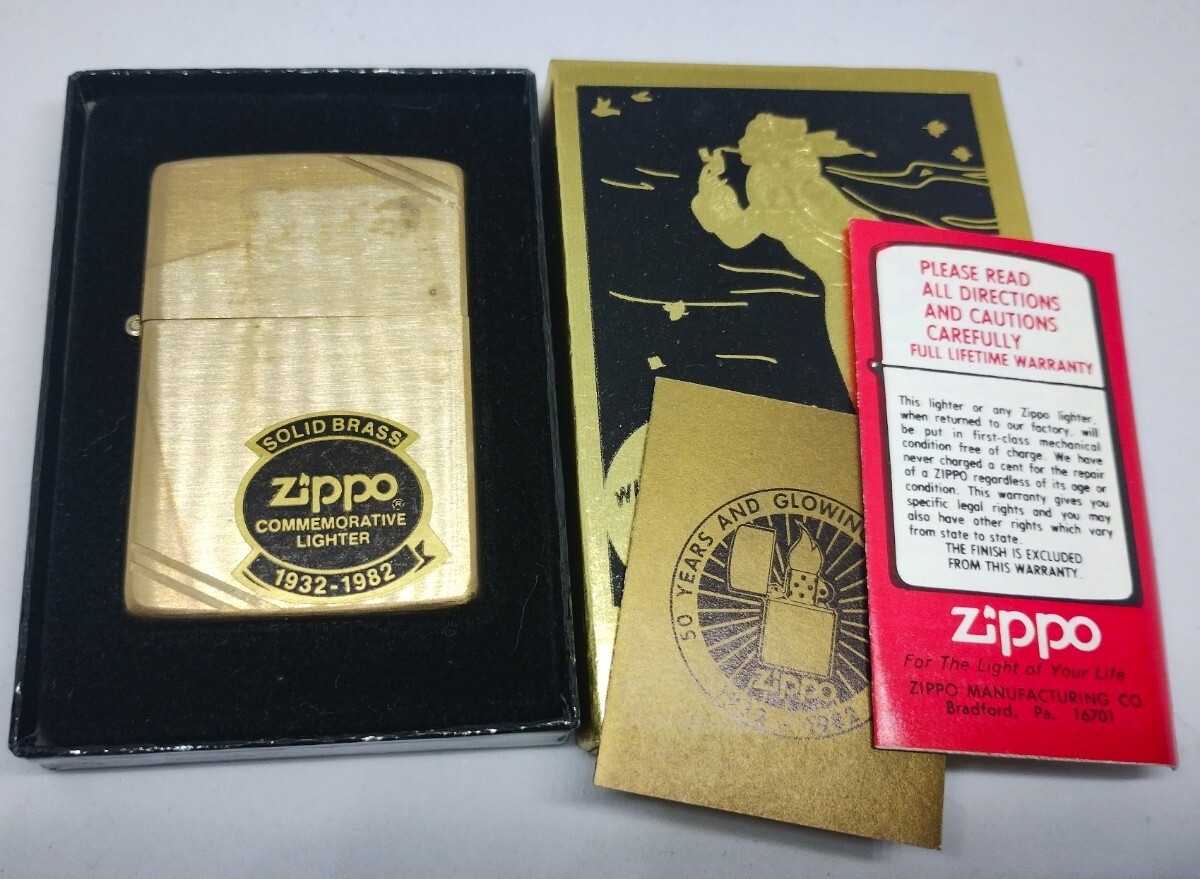 SOLID BRASS
Zippo ®
COMMEMORATIVE
LIGHTER
1932-1982
50 YEARS AND GLOWING
Zippo
1932 - 1982
PLEASE READ
ALL DIRECTIONS
AND CAUTIONS
CAREFULLY
FULL LIFETIME WARRANTY
This lighter or any Zippo lighter,
when returned to our factory, will
be put in first-class mechanical
condition free of charge. We have
never charged a cent for the repair
of a ZIPPO regardless of its age or
condition. This warranty gives you
specific legal rights and you may
also have other rights which vary
from state to state.
THE FINISH IS EXCLUDED
FROM THIS WARRANTY.
Zippo
For The Light of Your Life
ZIPPO MANUFACTURING CO.
Bradford, Pa. 16701